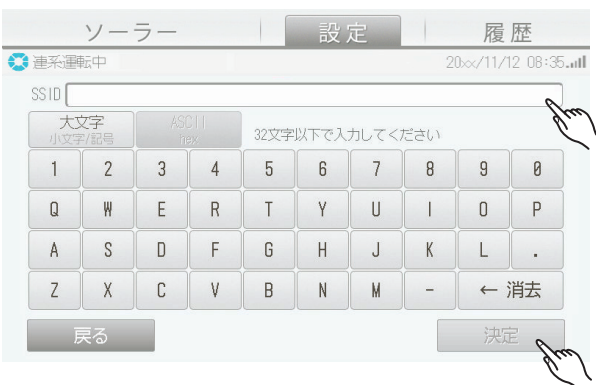 ソーラー 設定 履歴
連系運転中 20××/11/12 08:35
SSID
大文字 ASCII
小文字/記号 hex 32文字以下で入力してください
1 2 3 4 5 6 7 8 9 0
Q W E R T Y U I O P
A S D F G H J K L .
Z X C V B N M - ← 消去
戻る 決定